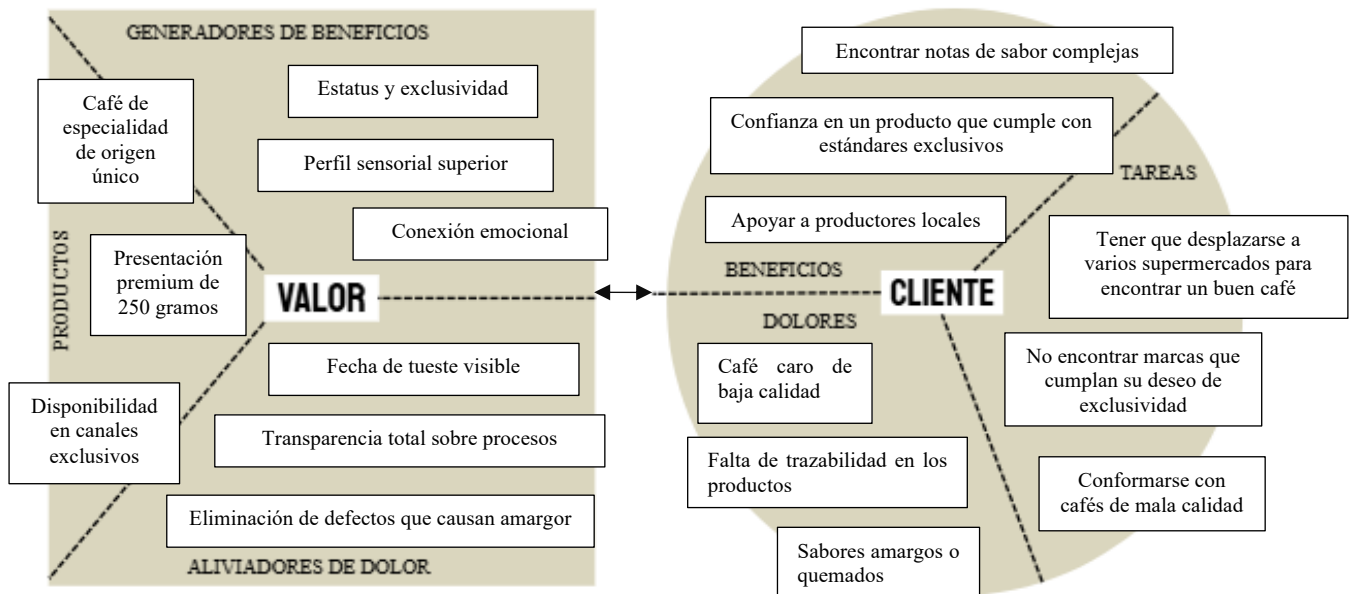 GENERADORES DE BENEFICIOS
Estatus y exclusividad
Café de
especialidad
de origen
único
Perfil sensorial superior
Conexión emocional
PRODUCTOS
Presentación
premium de
250 gramos
VALOR
Fecha de tueste visible
Disponibilidad
en canales
exclusivos
Transparencia total sobre procesos
Eliminación de defectos que causan amargor
ALIVIADORES DE DOLOR
Encontrar notas de sabor complejas
Confianza en un producto que cumple con
estándares exclusivos
Apoyar a productores locales
BENEFICIOS
CLIENTE
TAREAS
Tener que desplazarse a
varios supermercados para
encontrar un buen café
No encontrar marcas que
cumplan su deseo de
exclusividad
Conformarse con
cafés de mala calidad
DOLORES
Café caro de
baja calidad
Falta de trazabilidad en los
productos
Sabores amargos o
quemados